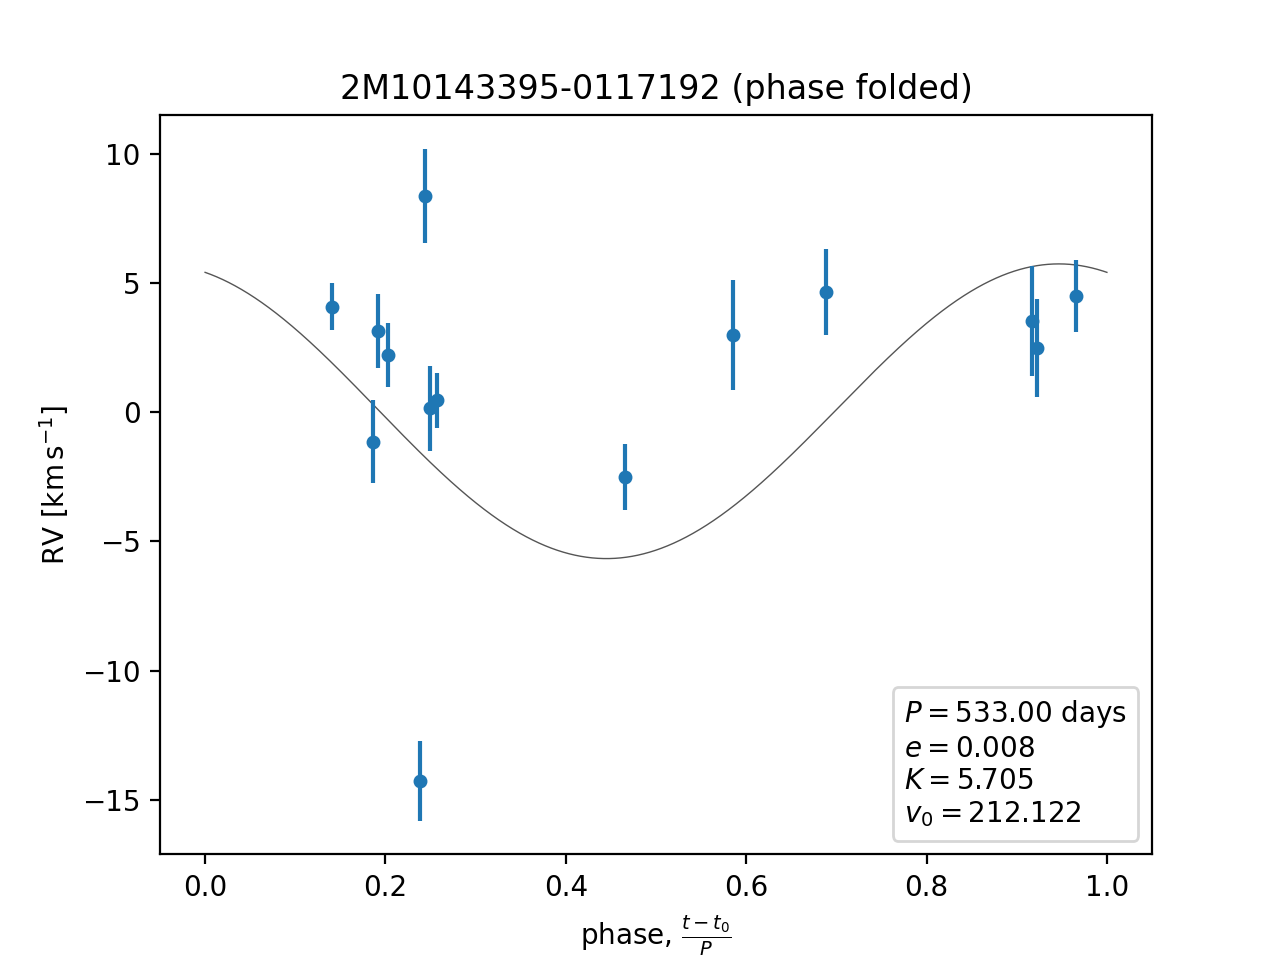 2M10143395-0117192 (phase folded)
10
5
0
−5
−10
−15
RV [km s⁻¹]
P = 533.00 days
e = 0.008
K = 5.705
v₀ = 212.122
0.0 0.2 0.4 0.6 0.8 1.0
phase, (t − t₀)/P